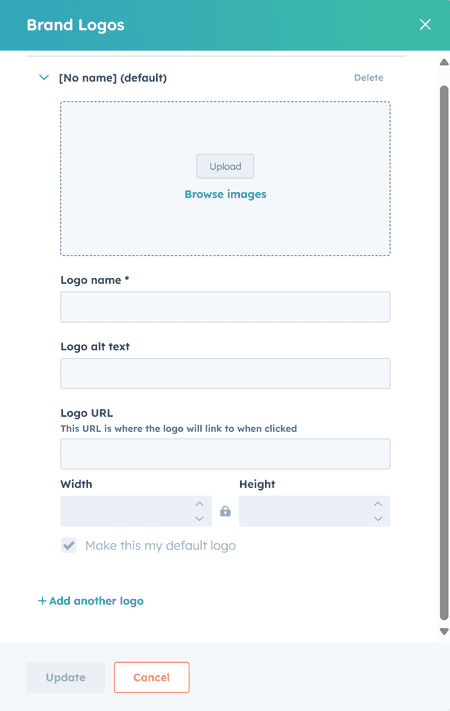 Brand Logos
[No name] (default)
Delete
Upload
Browse images
Logo name *
Logo alt text
Logo URL
This URL is where the logo will link to when clicked
Width
Height
Make this my default logo
+ Add another logo
Update
Cancel